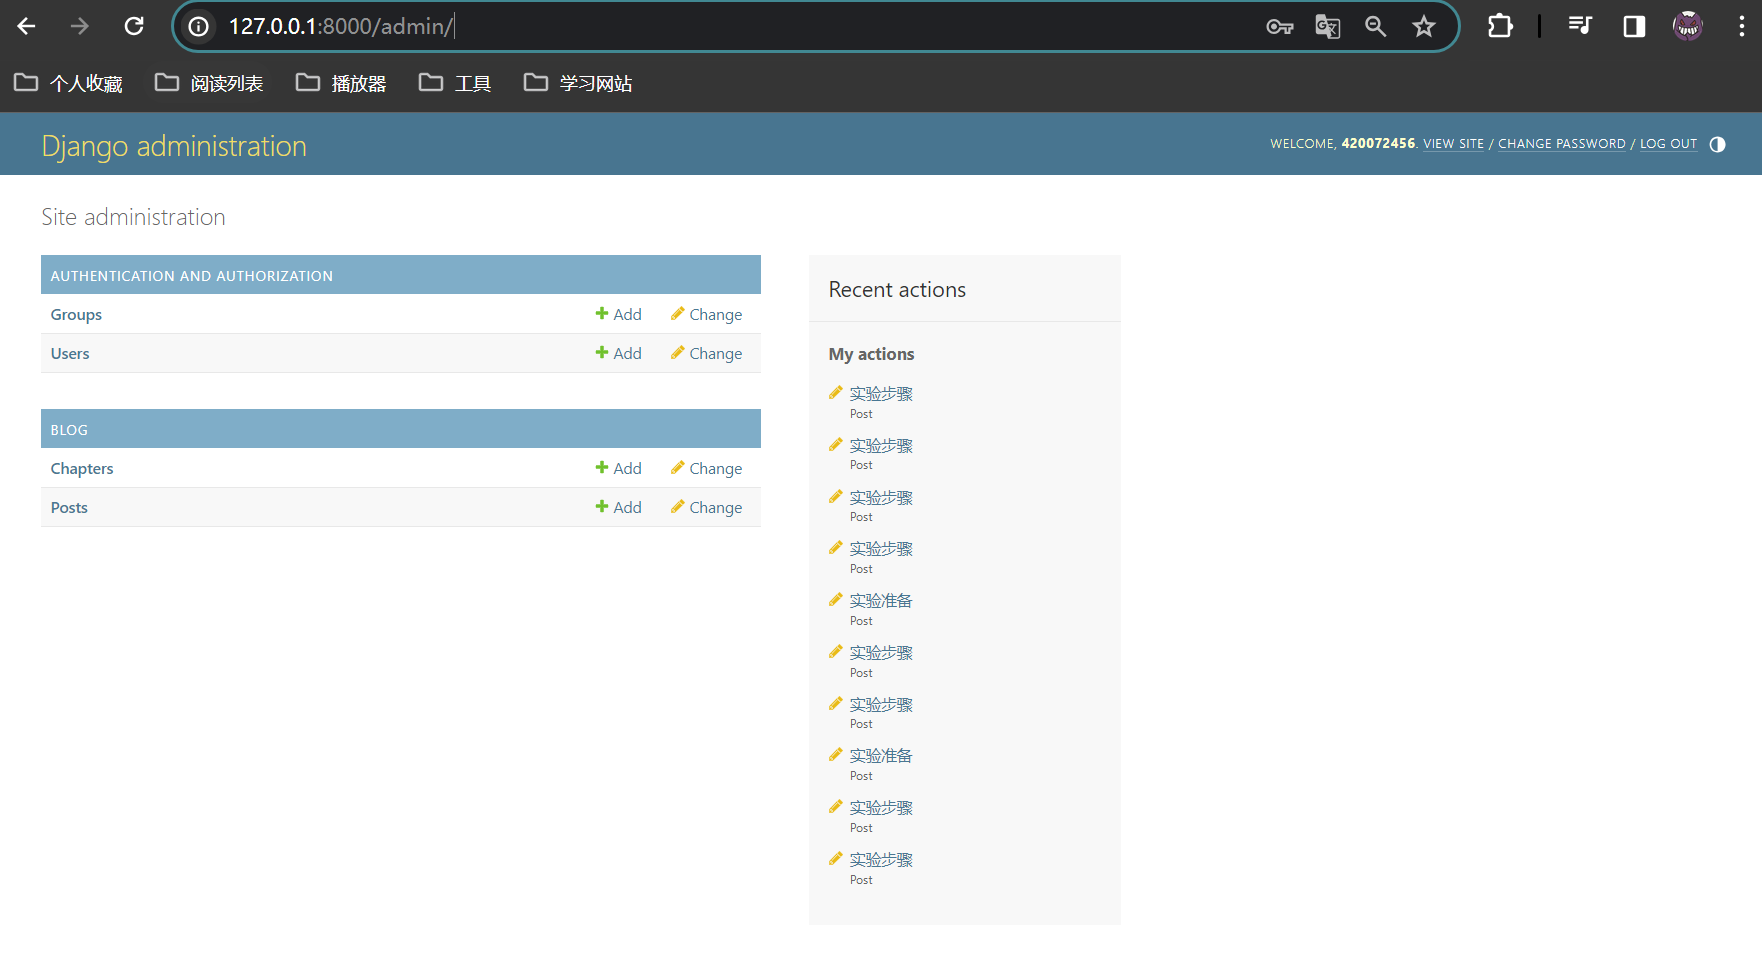 127.0.0.1:8000/admin/
个人收藏 阅读列表 播放器 工具 学习网站
Django administration
WELCOME, 420072456. VIEW SITE / CHANGE PASSWORD / LOG OUT
Site administration
AUTHENTICATION AND AUTHORIZATION
Groups Add Change
Users Add Change
BLOG
Chapters Add Change
Posts Add Change
Recent actions
My actions
实验步骤
Post
实验步骤
Post
实验步骤
Post
实验步骤
Post
实验准备
Post
实验步骤
Post
实验步骤
Post
实验准备
Post
实验步骤
Post
实验步骤
Post